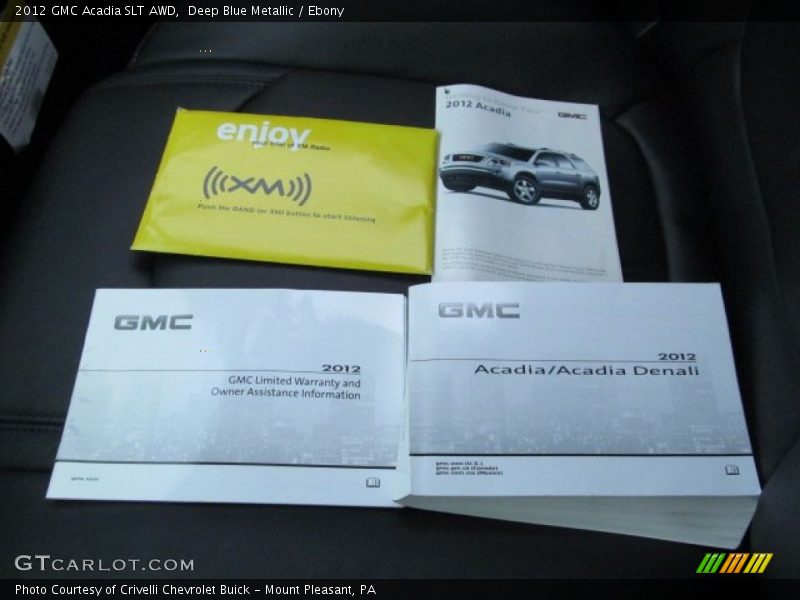 2012 GMC Acadia SLT AWD,  Deep Blue Metallic / Ebony
enjoy
your trial of XM Radio
XM
Push the BAND (or XM) button to start listening
2012 Acadia
GMC
GMC
2012
GMC Limited Warranty and
Owner Assistance Information
GMC
2012
Acadia/Acadia Denali
gmc.com (U.S.)
GTCARLOT.COM
Photo Courtesy of Crivelli Chevrolet Buick - Mount Pleasant, PA